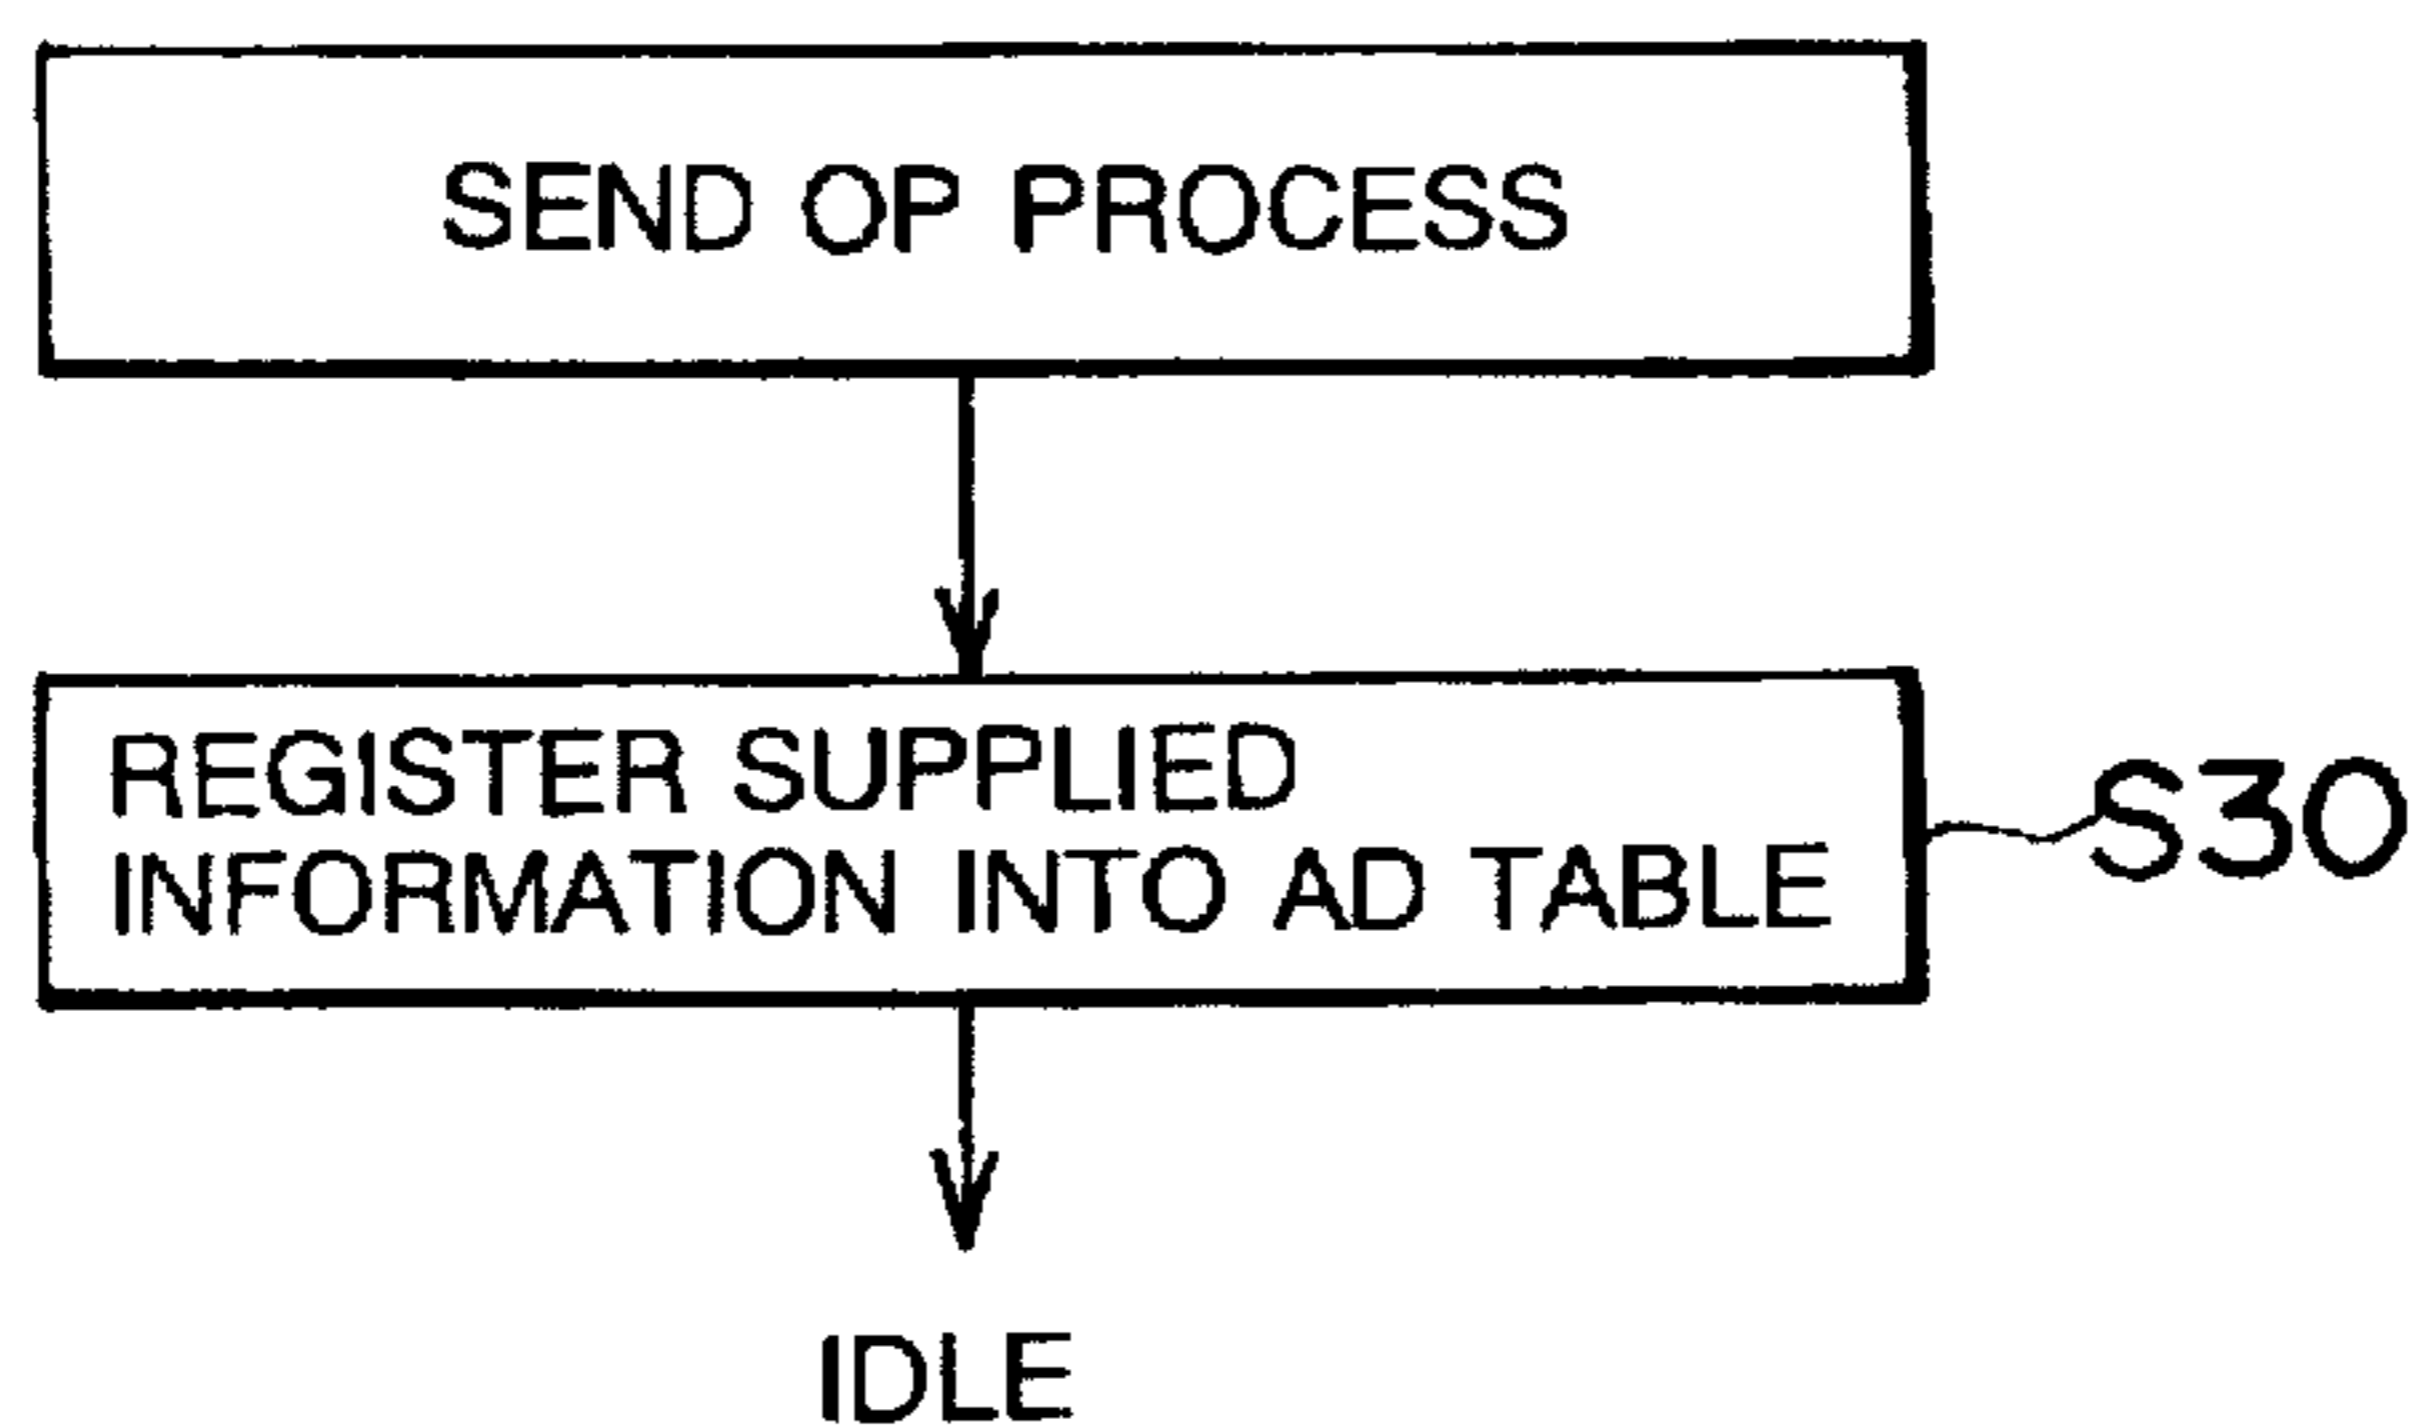 SEND OP PROCESS
REGISTER SUPPLIED
INFORMATION INTO AD TABLE
S30
IDLE